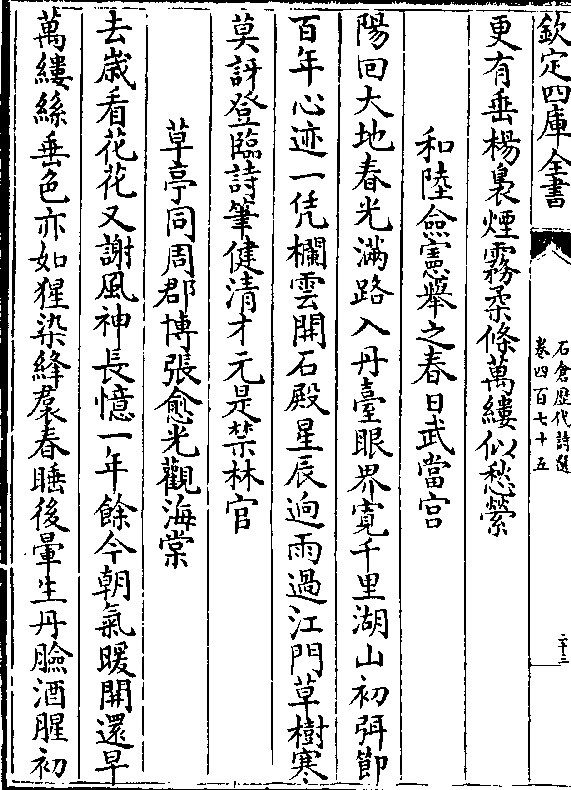 欽定四庫全書
石倉歴代詩選
卷四百七十五
二十三
更有垂楊裊煙霧柔條萬縷似愁縈
和陸僉憲舉之春日武當宫
陽回大地春光滿路入丹臺眼界寛千里湖山初弭節
百年心迹一凭欄雲開石殿星辰逈雨過江門草樹寒
莫訝登臨詩筆健清才元是禁林官
草亭同周郡博張愈光觀海棠
去歲看花花又謝風神長憶一年餘今朝氣暖開還早
萬縷絲垂色亦如猩染絳羣春睡後暈生丹臉酒腥初